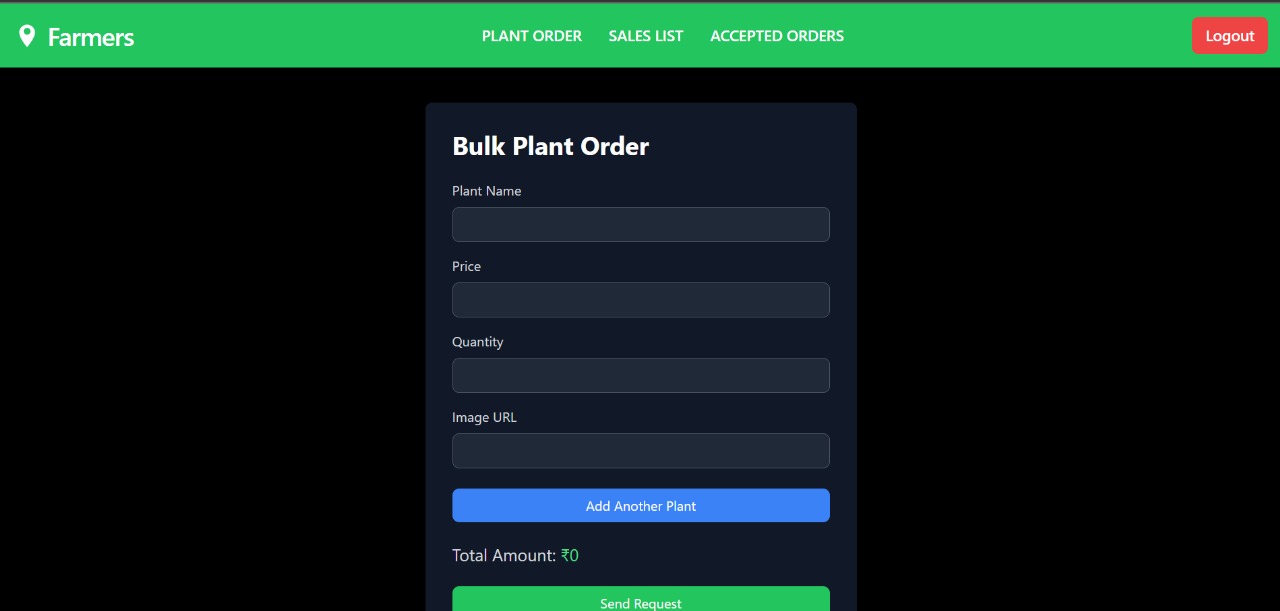 Farmers
PLANT ORDER SALES LIST ACCEPTED ORDERS
Logout
Bulk Plant Order
Plant Name
Price
Quantity
Image URL
Add Another Plant
Total Amount: ₹0
Send Request